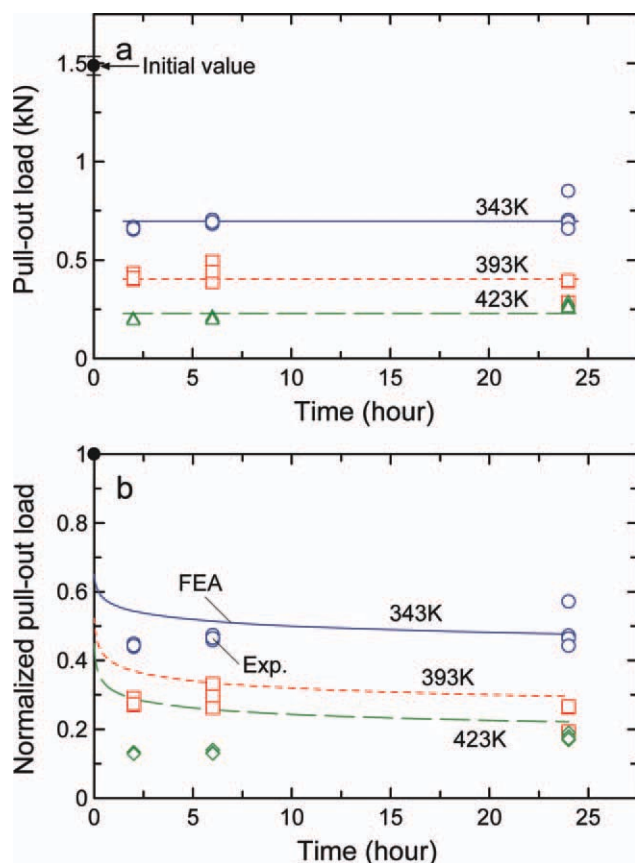 a
1.5
Initial value
Pull-out load (kN)
1
343K
0.5
393K
423K
0
0 5 10 15 20 25
Time (hour)
1
b
Normalized pull-out load
0.8
FEA
0.6
343K
0.4
Exp.
393K
0.2
423K
0
0 5 10 15 20 25
Time (hour)